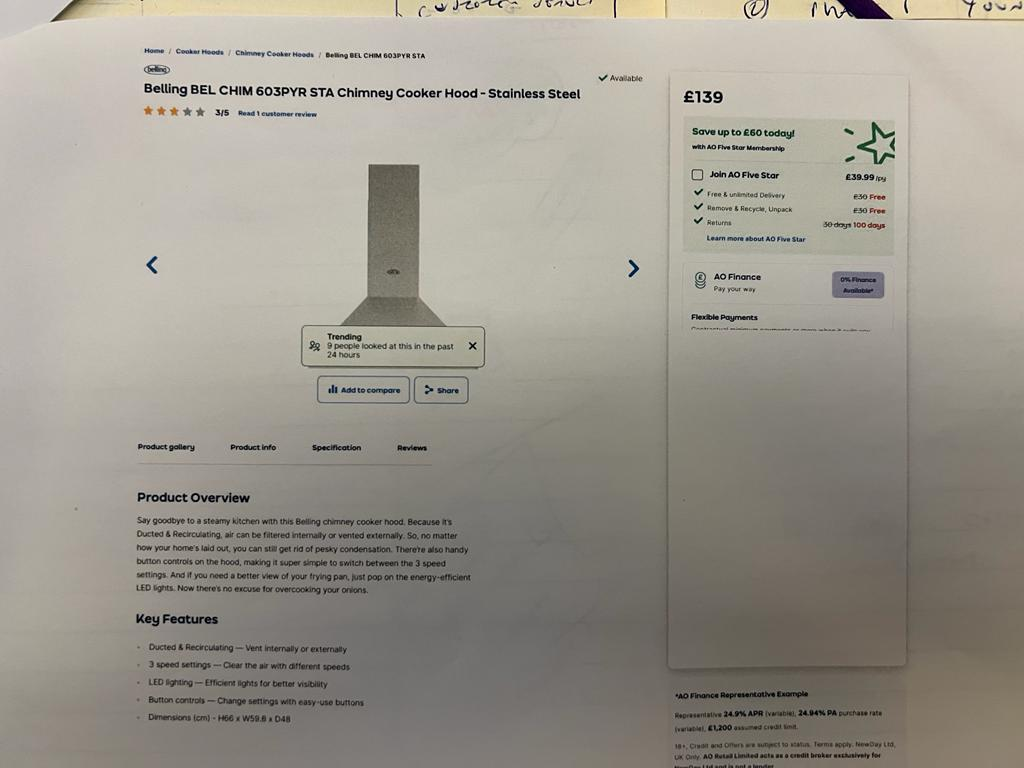 customer
Home / Cooker Hoods / Chimney Cooker Hoods / Belling BEL CHIM 603PYR STA
belling
Available
Belling BEL CHIM 603PYR STA Chimney Cooker Hood - Stainless Steel
3/5 Read 1 customer review
£139
Save up to £60 today!
with AO Five Star Membership
Join AO Five Star £39.99 /py
Free & unlimited Delivery £30 Free
Remove & Recycle, Unpack £30 Free
Returns 30 days 100 days
Learn more about AO Five Star
AO Finance
Pay your way
0% Finance
Available*
Flexible Payments
Trending
9 people looked at this in the past
24 hours
Add to compare
Share
Product gallery Product info Specification Reviews
Product Overview
Say goodbye to a steamy kitchen with this Belling chimney cooker hood. Because it's
Ducted & Recirculating, air can be filtered internally or vented externally. So, no matter
how your home's laid out, you can still get rid of pesky condensation. There're also handy
button controls on the hood, making it super simple to switch between the 3 speed
settings. And if you need a better view of your frying pan, just pop on the energy-efficient
LED lights. Now there's no excuse for overcooking your onions.
Key Features
- Ducted & Recirculating — Vent internally or externally
- 3 speed settings — Clear the air with different speeds
- LED lighting — Efficient lights for better visibility
- Button controls — Change settings with easy-use buttons
- Dimensions (cm) - H66 x W59.8 x D48
*AO Finance Representative Example
Representative 24.9% APR (variable), 24.94% PA purchase rate
(variable), £1,200 assumed credit limit.
18+, Credit and Offers are subject to status. Terms apply. NewDay Ltd,
UK Only. AO Retail Limited acts as a credit broker exclusively for
NewDay Ltd and is not a lender